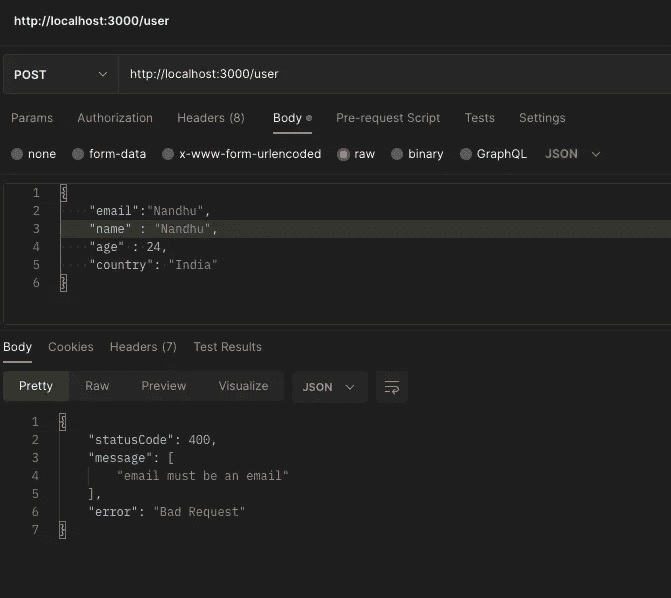 http://localhost:3000/user
POST http://localhost:3000/user
Params Authorization Headers (8) Body Pre-request Script Tests Settings
none form-data x-www-form-urlencoded raw binary GraphQL JSON
1 {
2 "email":"Nandhu",
3 "name" : "Nandhu",
4 "age" : 24,
5 "country": "India"
6 }
Body Cookies Headers (7) Test Results
Pretty Raw Preview Visualize JSON
1 {
2 "statusCode": 400,
3 "message": [
4 "email must be an email"
5 ],
6 "error": "Bad Request"
7 }